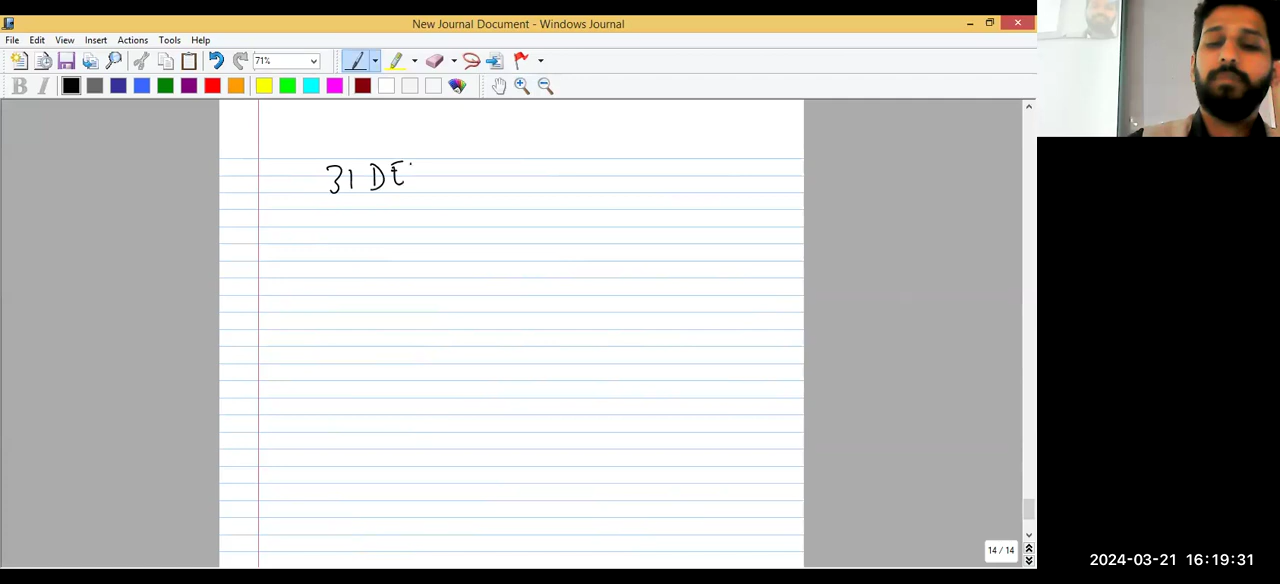 New Journal Document - Windows Journal
File Edit View Insert Actions Tools Help
71%
B I
31 DE
14 / 14
2024-03-21 16:19:31